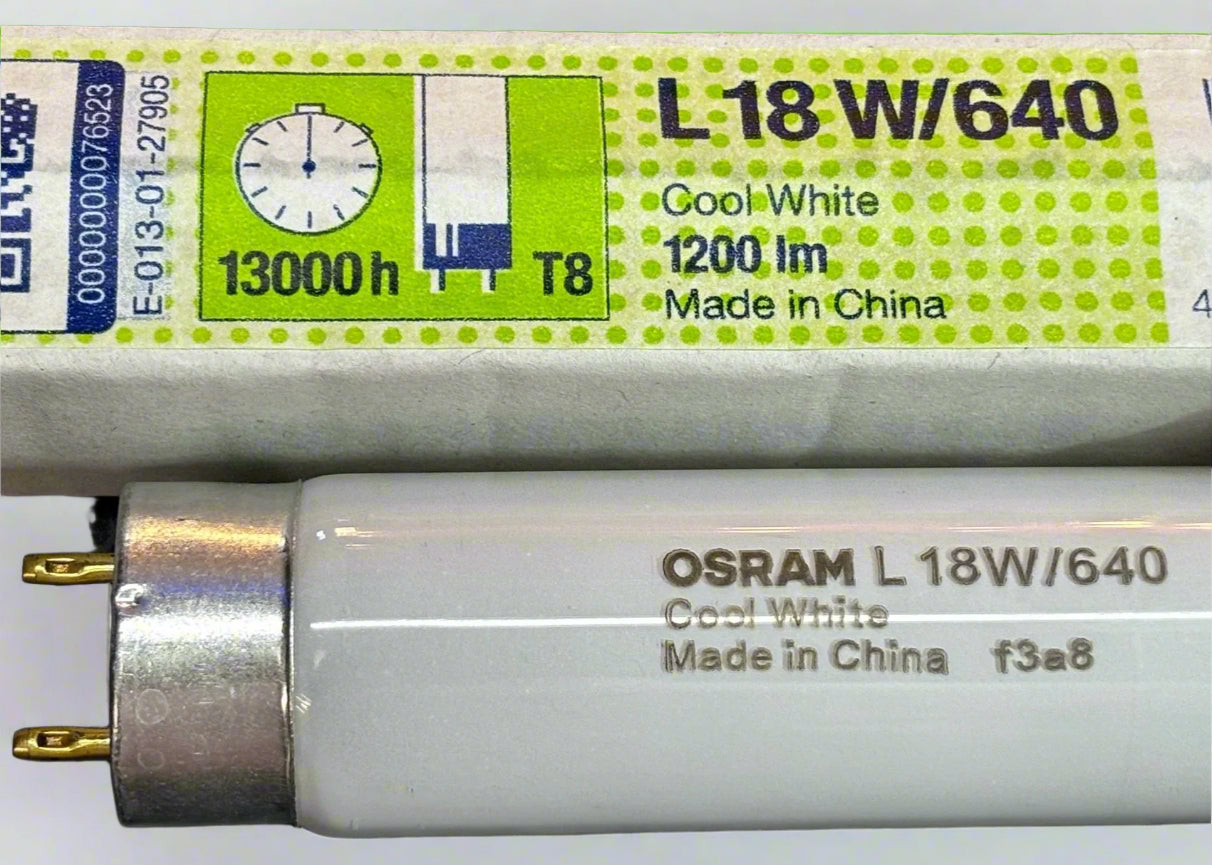 000000076523
E-013-01-27905
13000 h
T8
L 18 W/640
Cool White
1200 lm
Made in China
4
OSRAM L 18W/640
Cool White
Made in China f3a8